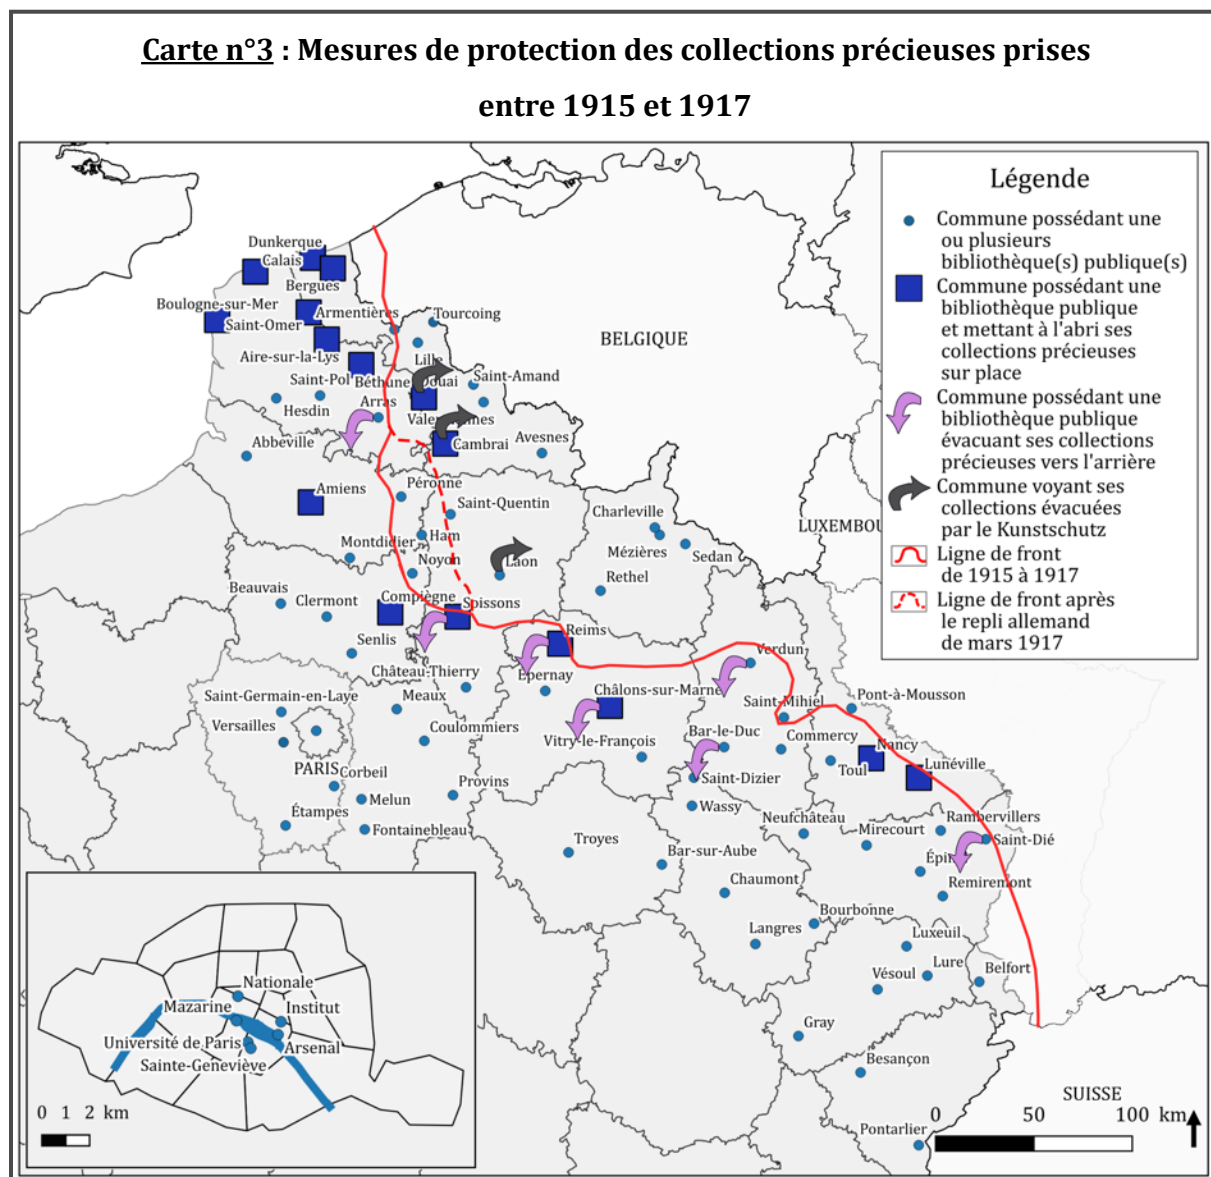 Carte n°3 : Mesures de protection des collections précieuses prises
entre 1915 et 1917
Légende
Commune possédant une
ou plusieurs
bibliothèque(s) publique(s)
Commune possédant une
bibliothèque publique
et mettant à l'abri ses
collections précieuses
sur place
Commune possédant une
bibliothèque publique
évacuant ses collections
précieuses vers l'arrière
Commune voyant ses
collections évacuées
par le Kunstschutz
Ligne de front
de 1915 à 1917
Ligne de front après
le repli allemand
de mars 1917
Dunkerque
Calais
Bergues
Boulogne-sur-Mer
Saint-Omer
Armentières
Tourcoing
BELGIQUE
Aire-sur-la-Lys
Lille
Saint-Pol
Béthune
Douai
Saint-Amand
Hesdin
Arras
Abbeville
Cambrai
Avesnes
Amiens
Péronne
Saint-Quentin
Charleville
LUXEMBOU
Montdidier
Ham
Mézières
Sedan
Noyon
Laon
Rethel
Beauvais
Clermont
Compiègne
Soissons
Senlis
Reims
Verdun
Château-Thierry
Epernay
Châlons-sur-Marne
Saint-Mihiel
Pont-à-Mousson
Saint-Germain-en-Laye
Meaux
Versailles
Coulommiers
Vitry-le-François
Bar-le-Duc
Commercy
Nancy
Toul
Lunéville
PARIS
Corbeil
Saint-Dizier
Melun
Provins
Wassy
Étampes
Fontainebleau
Neufchâteau
Mirecourt
Rambervillers
Saint-Dié
Troyes
Bar-sur-Aube
Épin
Remiremont
Chaumont
Bourbonne
Langres
Luxeuil
Lure
Vésoul
Belfort
Gray
Besançon
Pontarlier
SUISSE
0 50 100 km
Nationale
Mazarine
Institut
Université de Paris
Arsenal
Sainte-Geneviève
0 1 2 km